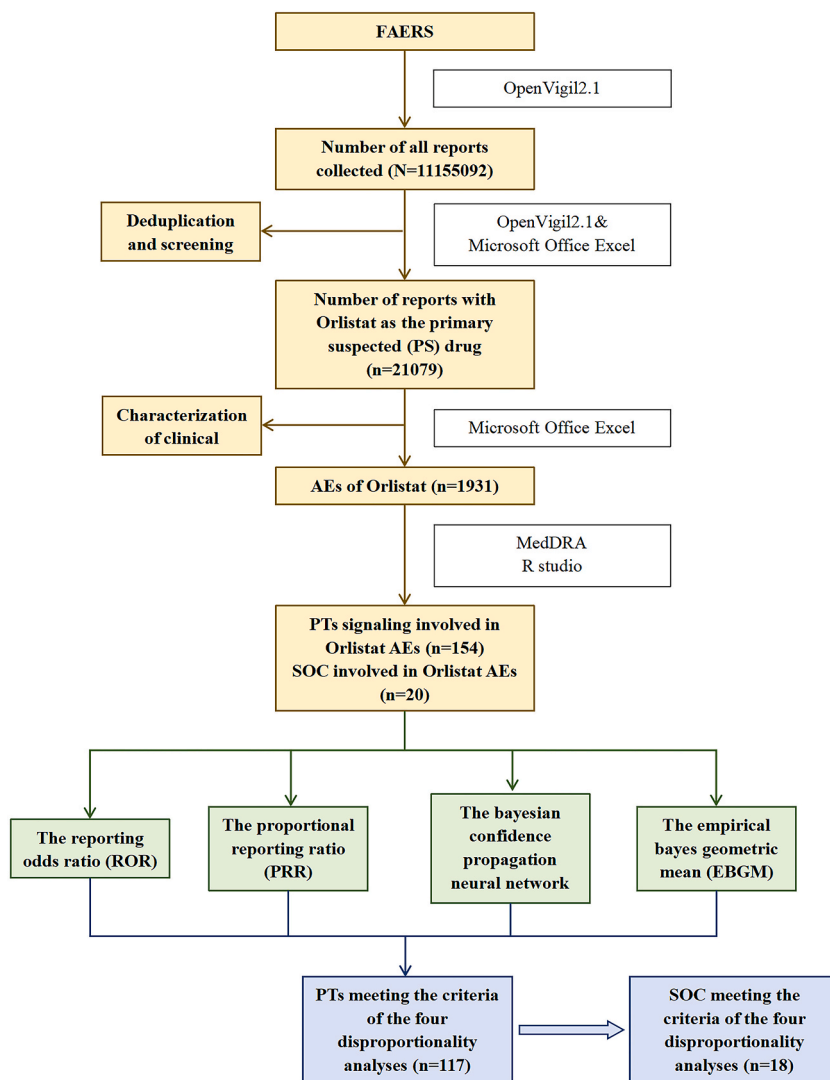 FAERS
OpenVigil2.1
Number of all reports
collected (N=11155092)
Deduplication
and screening
OpenVigil2.1&
Microsoft Office Excel
Number of reports with
Orlistat as the primary
suspected (PS) drug
(n=21079)
Characterization
of clinical
Microsoft Office Excel
AEs of Orlistat (n=1931)
MedDRA
R studio
PTs signaling involved in
Orlistat AEs (n=154)
SOC involved in Orlistat AEs
(n=20)
The reporting
odds ratio (ROR)
The proportional
reporting ratio
(PRR)
The bayesian
confidence
propagation
neural network
The empirical
bayes geometric
mean (EBGM)
PTs meeting the criteria
of the four
disproportionality
analyses (n=117)
SOC meeting the
criteria of the four
disproportionality
analyses (n=18)